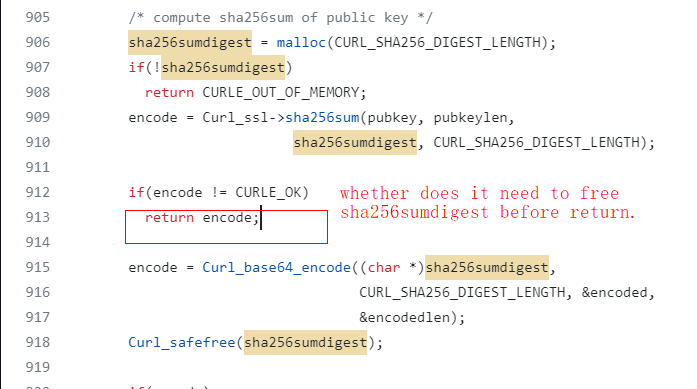 905 /* compute sha256sum of public key */
906 sha256sumdigest = malloc(CURL_SHA256_DIGEST_LENGTH);
907 if(!sha256sumdigest)
908 return CURLE_OUT_OF_MEMORY;
909 encode = Curl_ssl->sha256sum(pubkey, pubkeylen,
910 sha256sumdigest, CURL_SHA256_DIGEST_LENGTH);
911
912 if(encode != CURLE_OK) whether does it need to free
913 return encode; sha256sumdigest before return.
914
915 encode = Curl_base64_encode((char *)sha256sumdigest,
916 CURL_SHA256_DIGEST_LENGTH, &encoded,
917 &encodedlen);
918 Curl_safefree(sha256sumdigest);
919